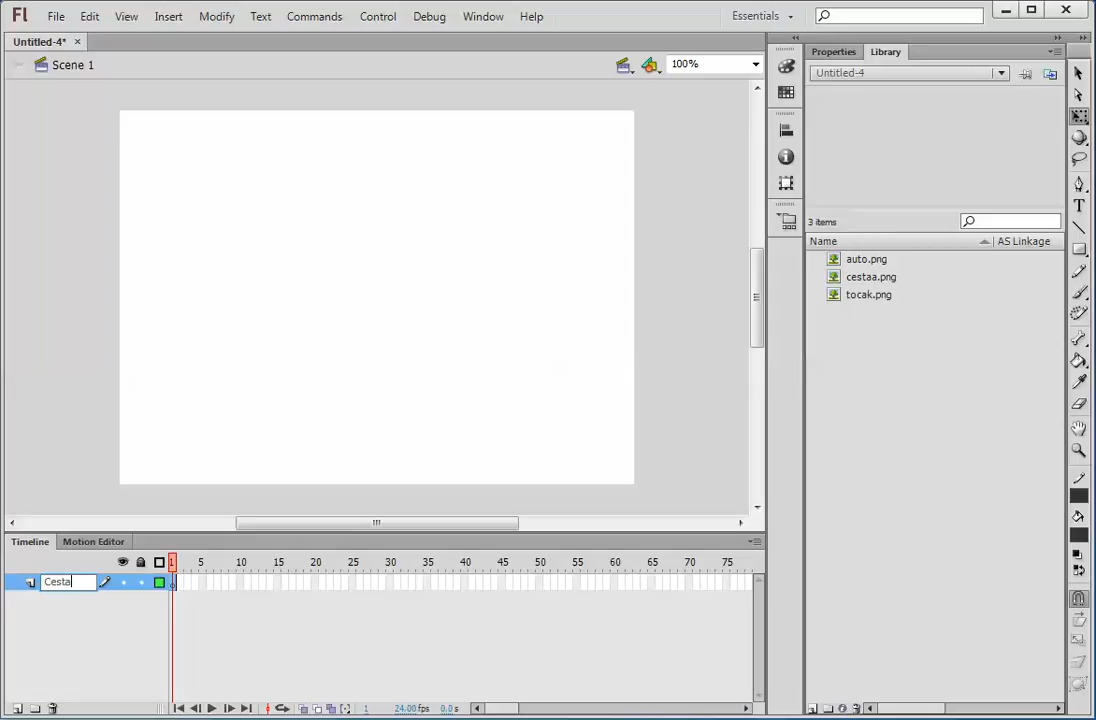 Fl File Edit View Insert Modify Text Commands Control Debug Window Help Essentials
Untitled-4*
Scene 1 100%
Properties Library
Untitled-4
3 items
Name AS Linkage
auto.png
cestaa.png
tocak.png
Timeline Motion Editor
1 5 10 15 20 25 30 35 40 45 50 55 60 65 70 75
Cesta
1 24.00 fps 0.0 s